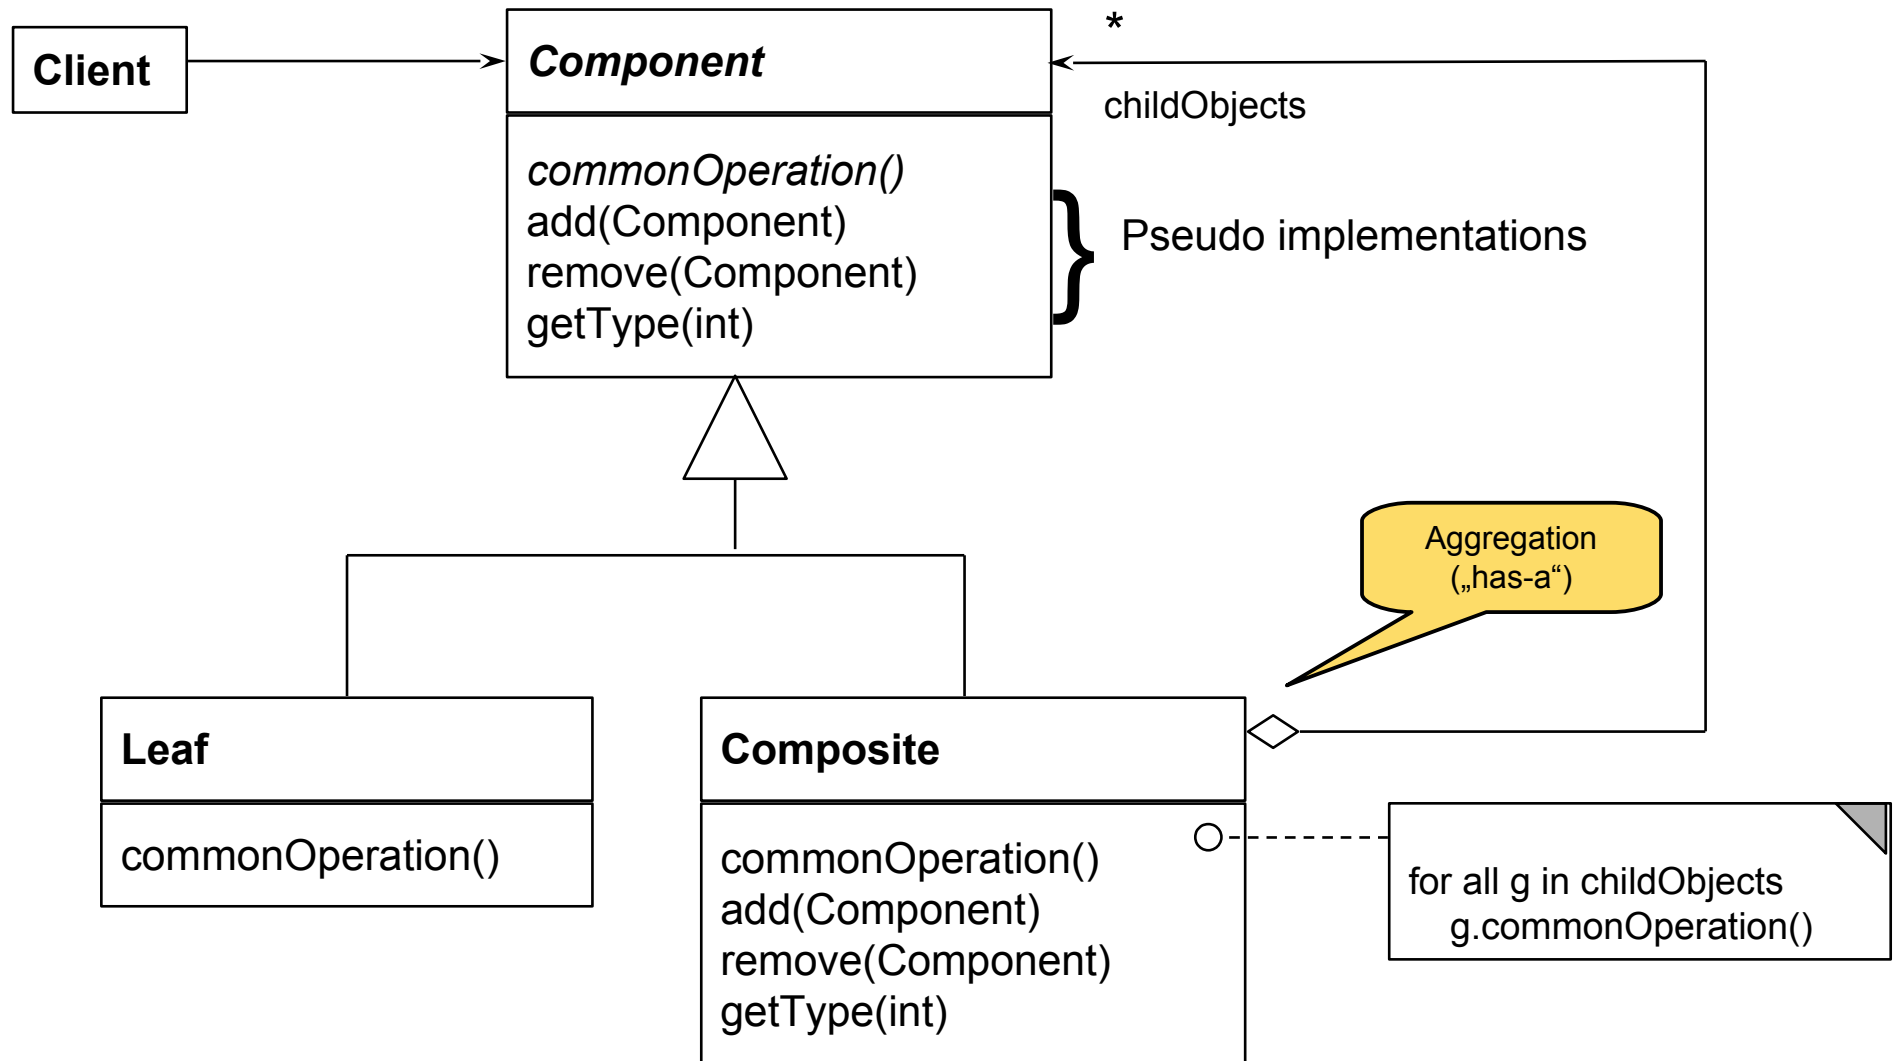 Client
Component
*
childObjects
commonOperation()
add(Component)
remove(Component)
getType(int)
}
Pseudo implementations
Aggregation
(„has-a“)
Leaf
commonOperation()
Composite
commonOperation()
add(Component)
remove(Component)
getType(int)
for all g in childObjects
g.commonOperation()